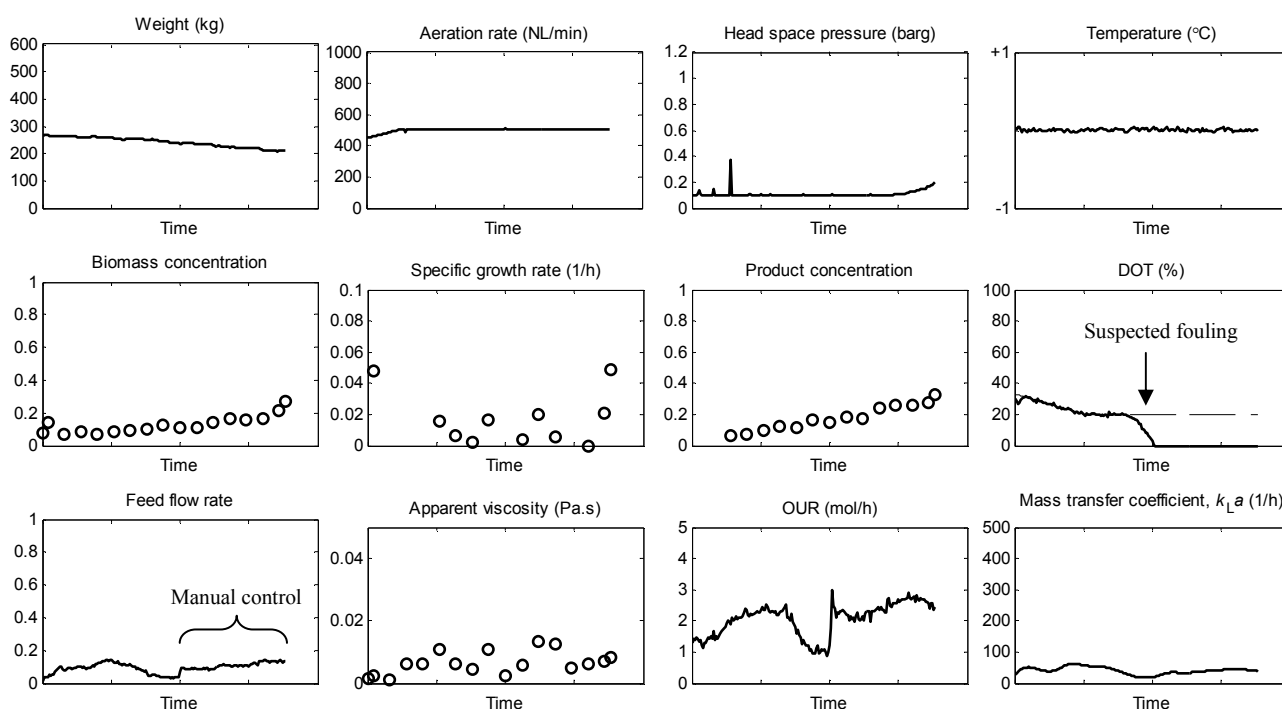 Weight (kg)
600
500
400
300
200
100
0
Time
Aeration rate (NL/min)
1000
800
600
400
200
0
Time
Head space pressure (barg)
1.2
1
0.8
0.6
0.4
0.2
0
Time
Temperature (°C)
+1
-1
Time
Biomass concentration
1
0.8
0.6
0.4
0.2
0
Time
Specific growth rate (1/h)
0.1
0.08
0.06
0.04
0.02
0
Time
Product concentration
1
0.8
0.6
0.4
0.2
0
Time
DOT (%)
100
80
60
40
20
0
Suspected fouling
Time
Feed flow rate
1
0.8
0.6
0.4
0.2
0
Manual control
Time
Apparent viscosity (Pa.s)
0.04
0.02
0
Time
OUR (mol/h)
5
4
3
2
1
0
Time
Mass transfer coefficient, kLa (1/h)
500
400
300
200
100
0
Time